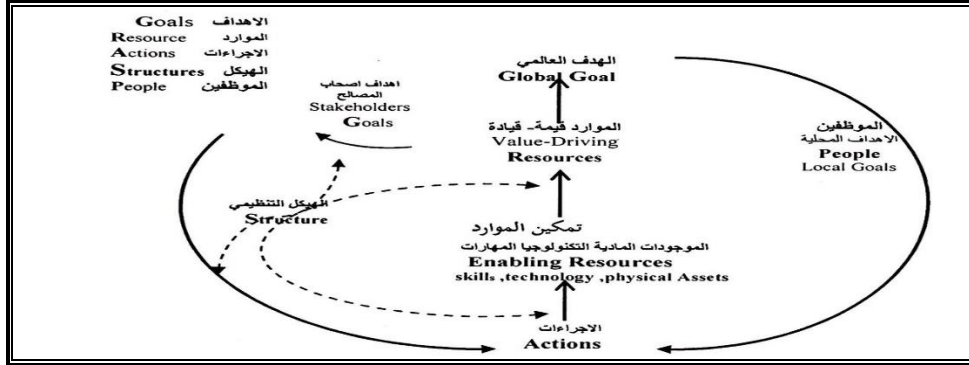 Goals الاهداف
Resource الموارد
Actions الاجراءات
Structures الهيكل
People الموظفين
الهدف العالمي
Global Goal
اهداف اصحاب
المصالح
Stakeholders
Goals
الموارد قيمة- قيادة
Value-Driving
Resources
الموظفين
الاهداف المحلية
People
Local Goals
الهيكل التنظيمي
Structure
تمكين الموارد
الموجودات المادية التكنولوجيا المهارات
Enabling Resources
skills ,technology ,physical Assets
الاجراءات
Actions